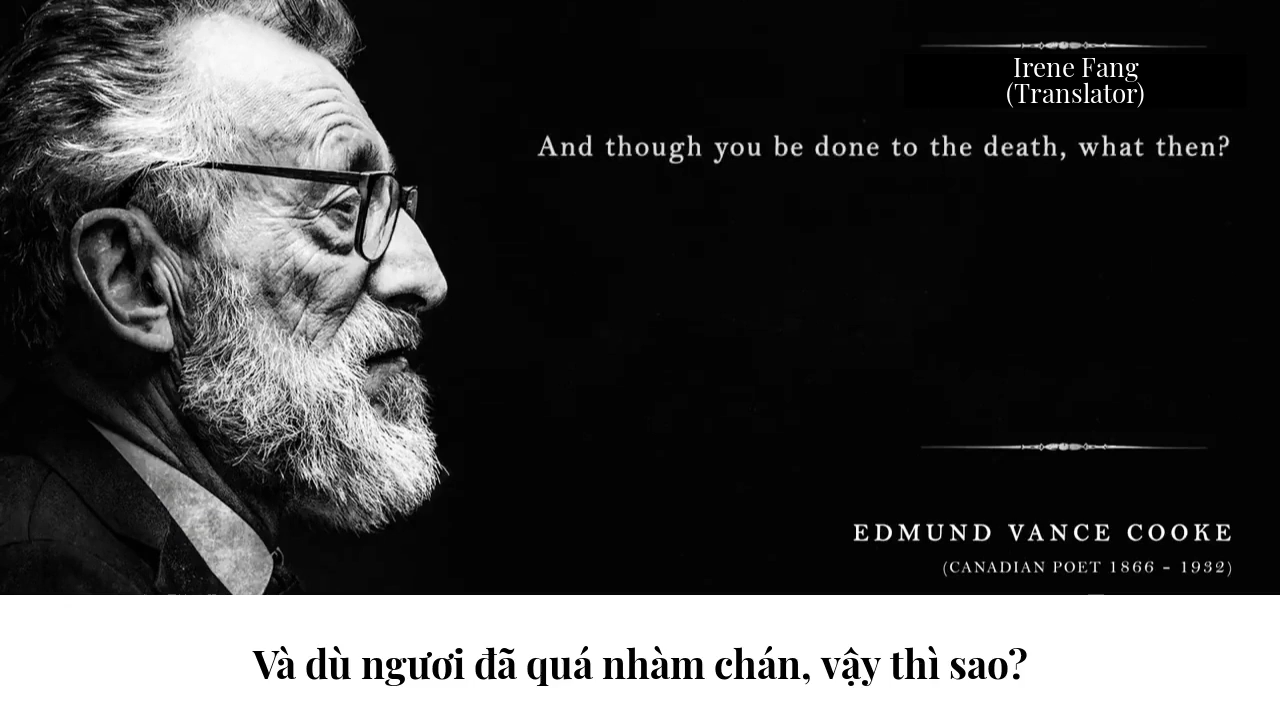 Irene Fang
(Translator)
And though you be done to the death, what then?
EDMUND VANCE COOKE
(CANADIAN POET 1866 - 1932)
Và dù ngươi đã quá nhàm chán, vậy thì sao?